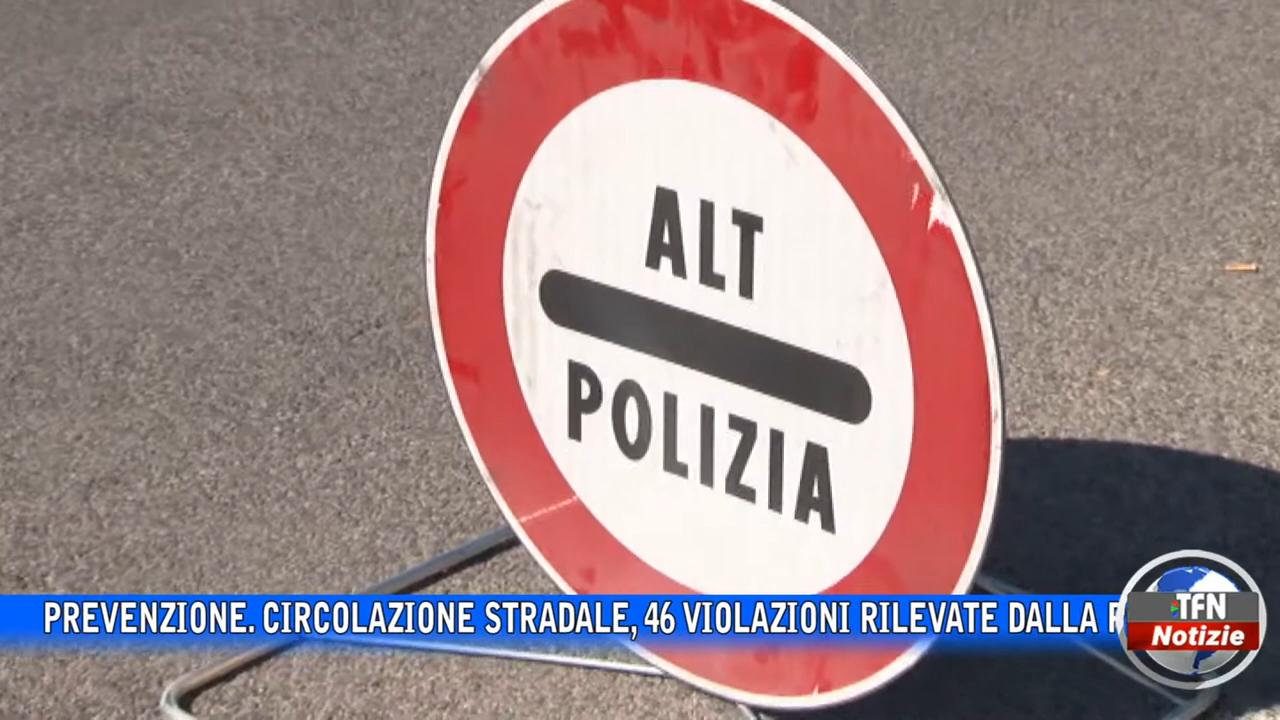 ALT
POLIZIA
PREVENZIONE. CIRCOLAZIONE STRADALE, 46 VIOLAZIONI RILEVATE DALLA
TFN
Notizie